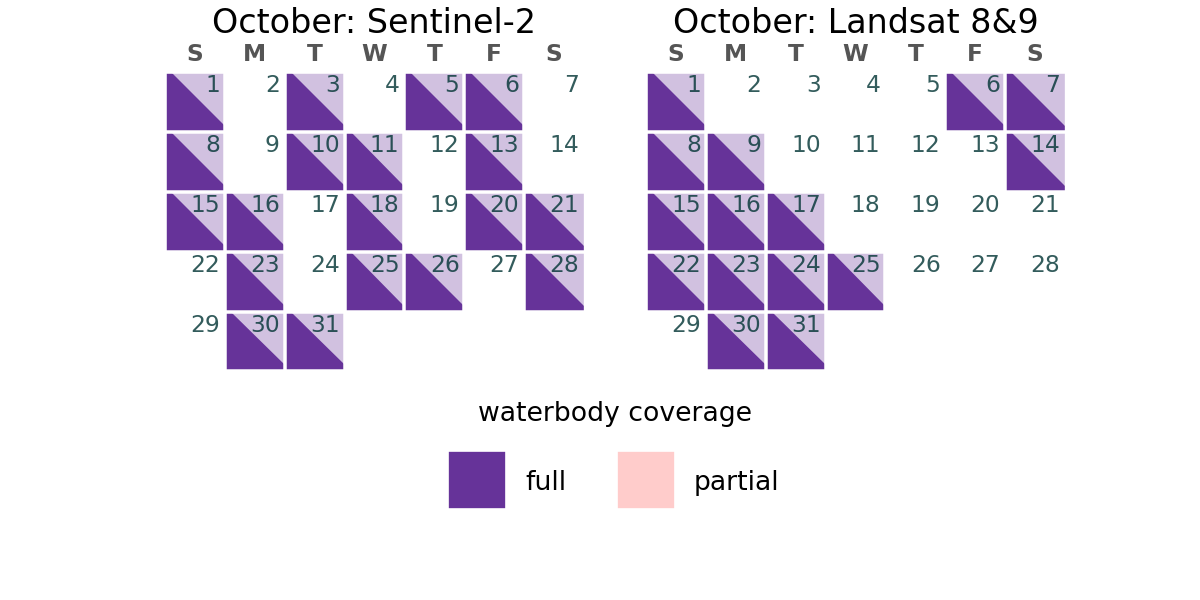 October: Sentinel-2
S M T W T F S
1 2 3 4 5 6 7
8 9 10 11 12 13 14
15 16 17 18 19 20 21
22 23 24 25 26 27 28
29 30 31
October: Landsat 8&9
S M T W T F S
1 2 3 4 5 6 7
8 9 10 11 12 13 14
15 16 17 18 19 20 21
22 23 24 25 26 27 28
29 30 31
waterbody coverage
full partial